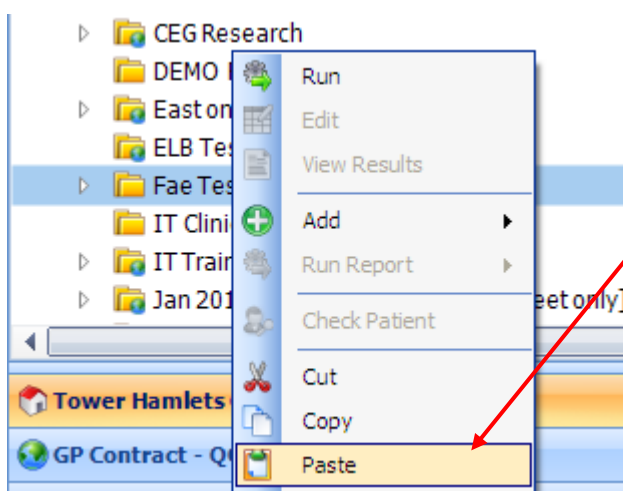 CEG Research
DEMO
East on
ELB Tes
Fae Tes
IT Clini
IT Train
Jan 201
eet only]
Tower Hamlets
GP Contract - Q
Run
Edit
View Results
Add
Run Report
Check Patient
Cut
Copy
Paste